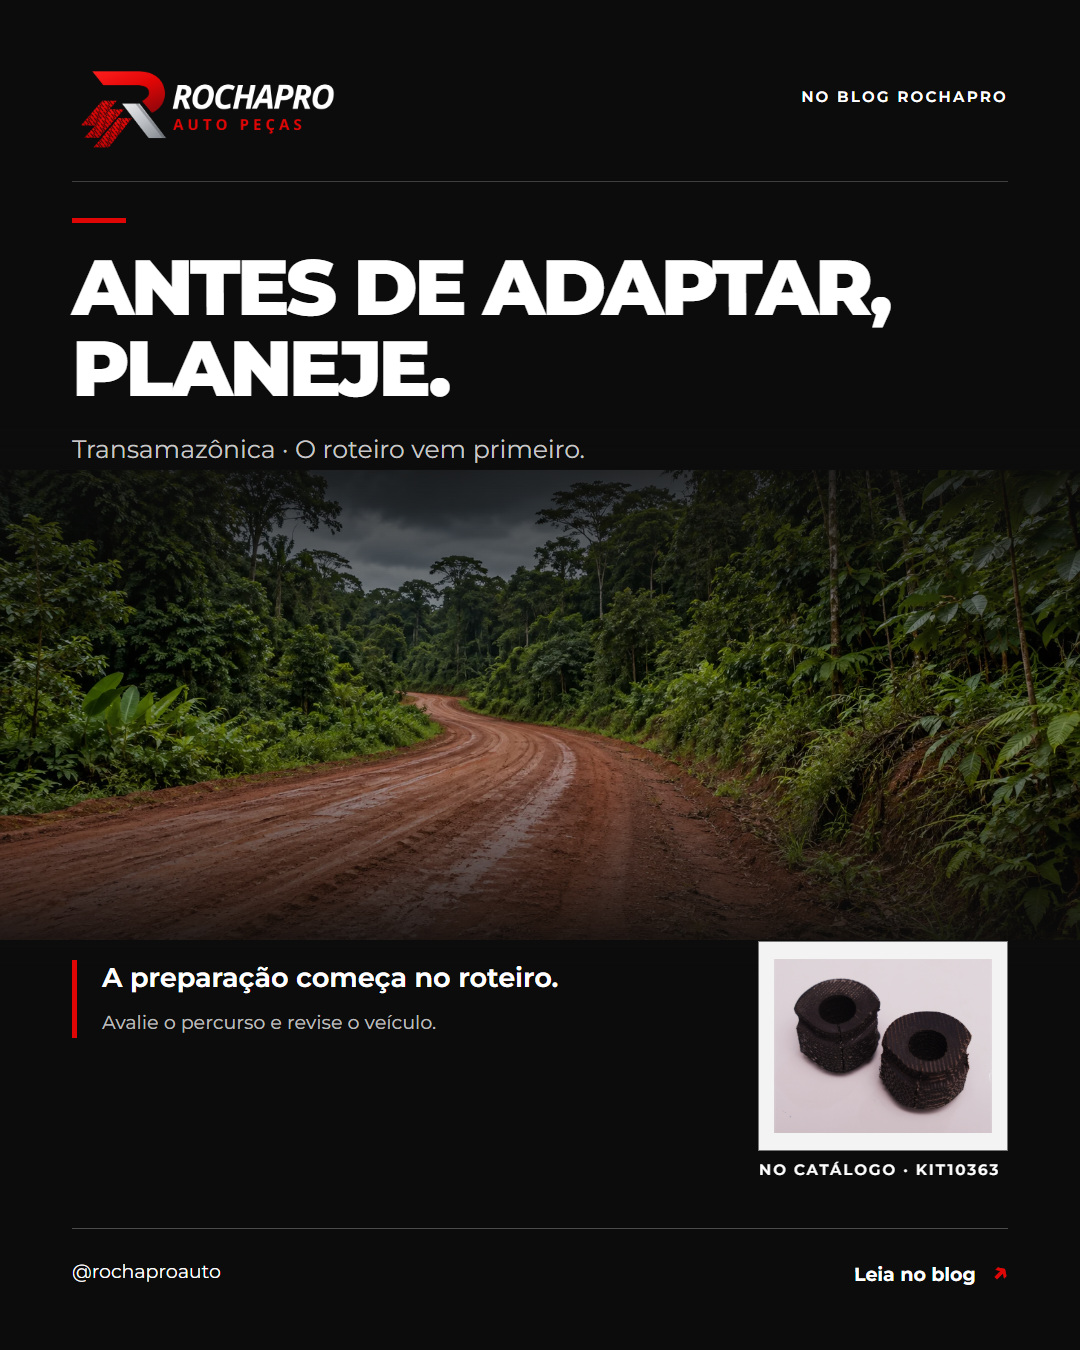 ROCHAPRO
AUTO PEÇAS
NO BLOG ROCHAPRO
ANTES DE ADAPTAR,
PLANEJE.
Transamazônica · O roteiro vem primeiro.
A preparação começa no roteiro.
Avalie o percurso e revise o veículo.
NO CATÁLOGO · KIT10363
@rochaproauto
Leia no blog